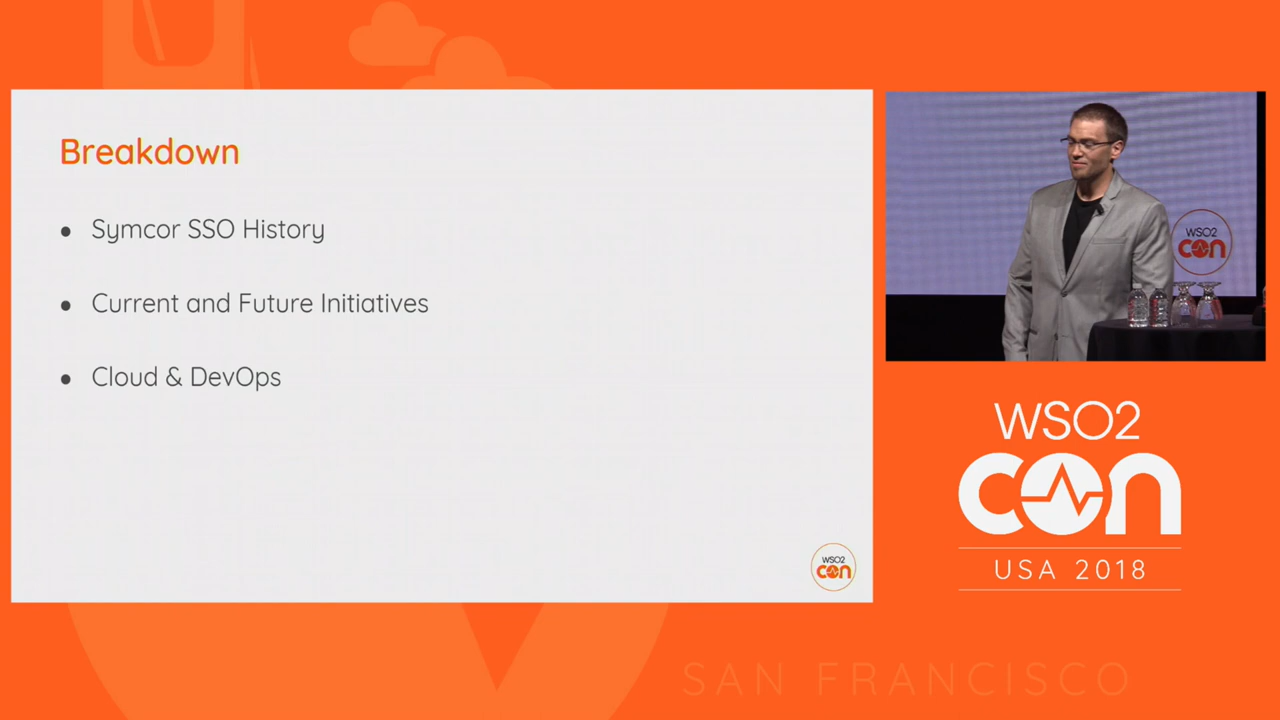 Breakdown
• Symcor SSO History
• Current and Future Initiatives
• Cloud & DevOps
WSO2
con
WSO2
con
WSO2
con
USA 2018
SAN FRANCISCO